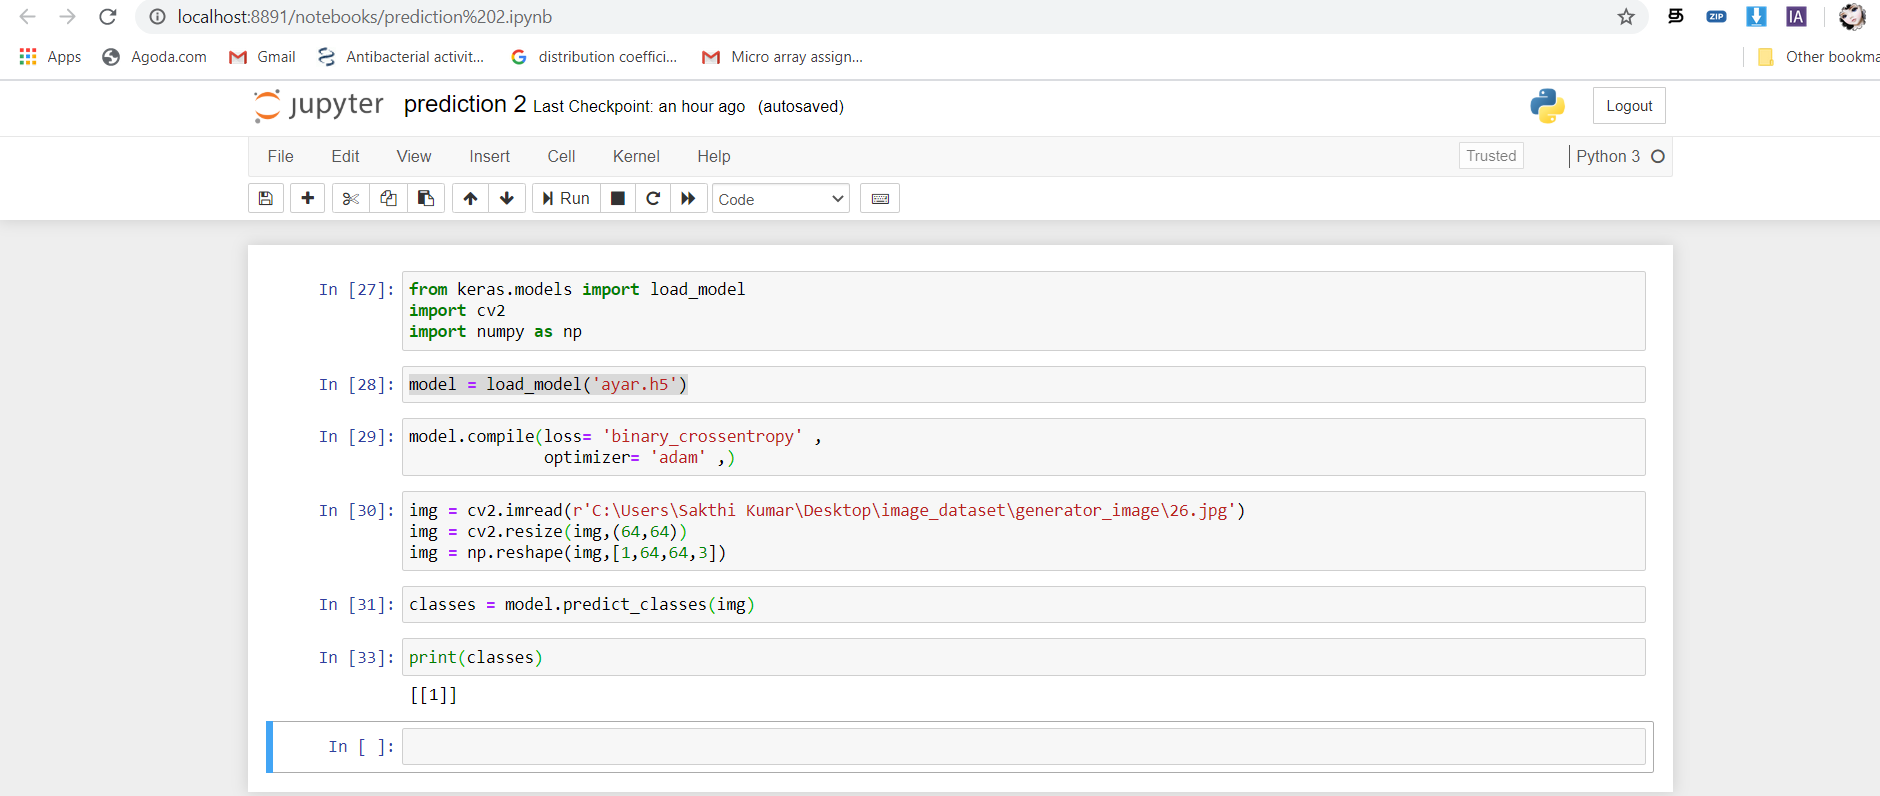 localhost:8891/notebooks/prediction%202.ipynb
ZIP
IA
Apps Agoda.com Gmail Antibacterial activit... distribution coeffici... Micro array assign... Other bookma
jupyter prediction 2 Last Checkpoint: an hour ago (autosaved) Logout
File Edit View Insert Cell Kernel Help Trusted Python 3
Run Code
In [27]: from keras.models import load_model
import cv2
import numpy as np
In [28]: model = load_model('ayar.h5')
In [29]: model.compile(loss= 'binary_crossentropy' ,
optimizer= 'adam' ,)
In [30]: img = cv2.imread(r'C:\Users\Sakthi Kumar\Desktop\image_dataset\generator_image\26.jpg')
img = cv2.resize(img,(64,64))
img = np.reshape(img,[1,64,64,3])
In [31]: classes = model.predict_classes(img)
In [33]: print(classes)
[[1]]
In [ ]: